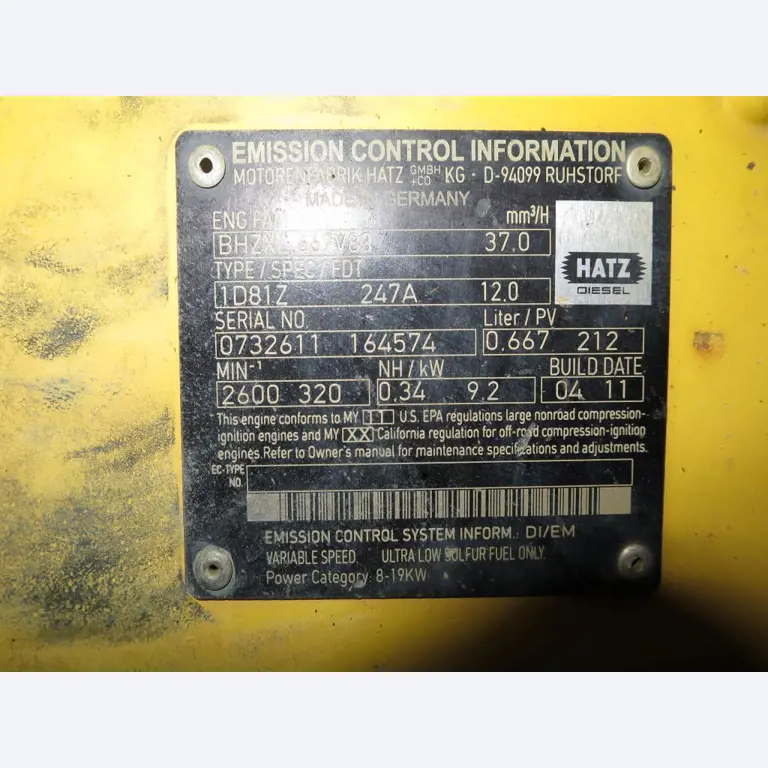 EMISSION CONTROL INFORMATION
MOTORENFABRIK HATZ GMBH +CO KG · D-94099 RUHSTORF
MADE IN GERMANY
ENG. mm³/H
37.0
TYPE / SPEC / FDT
1D81Z 247A 12.0
HATZ
DIESEL
SERIAL NO. Liter / PV
0732611 164574 0.667 212
MIN⁻¹ NH / kW BUILD DATE
2600 320 0.34 9.2 04 11
This engine conforms to MY 11 U.S. EPA regulations large nonroad compression-
ignition engines and MY XX California regulation for off-road compression-ignition
engines. Refer to Owner's manual for maintenance specifications and adjustments.
EC-TYPE
NO.
EMISSION CONTROL SYSTEM INFORM. DI/EM
VARIABLE SPEED ULTRA LOW SULFUR FUEL ONLY.
Power Category 8-19KW